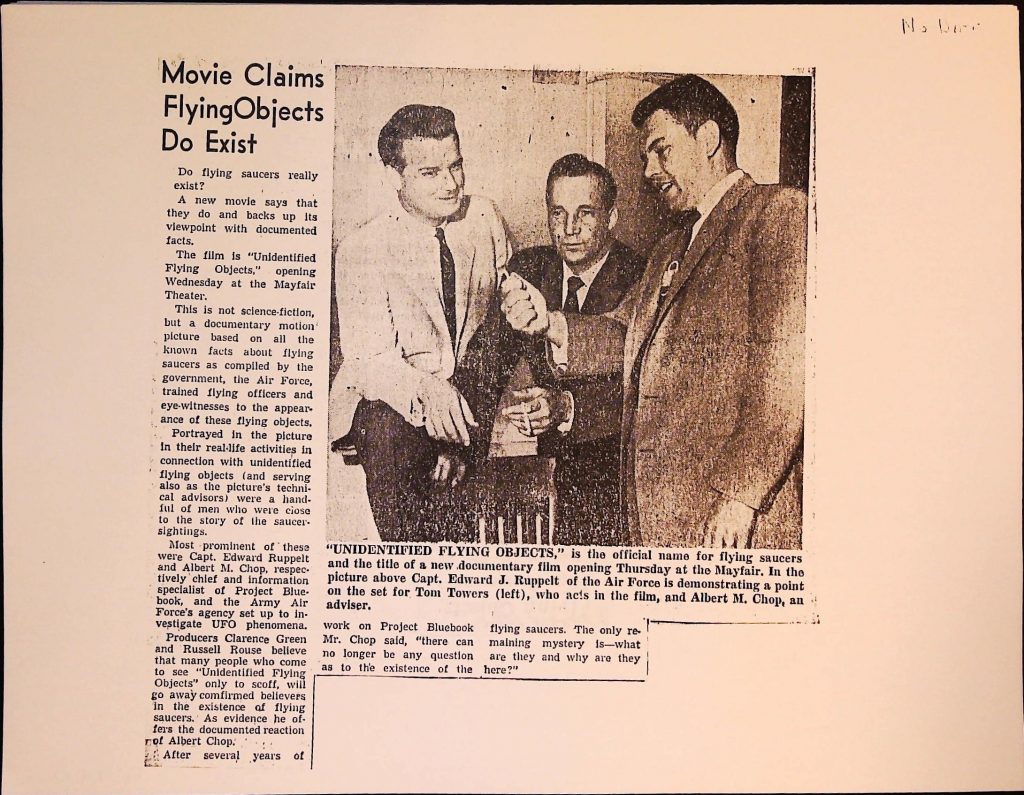 No
Movie Claims
FlyingObjects
Do Exist
Do flying saucers really
exist?
A new movie says that
they do and backs up its
viewpoint with documented
facts.
The film is "Unidentified
Flying Objects," opening
Wednesday at the Mayfair
Theater.
This is not science-fiction,
but a documentary motion
picture based on all the
known facts about flying
saucers as compiled by the
government, the Air Force,
trained flying officers and
eye-witnesses to the appear-
ance of these flying objects.
Portrayed in the picture
in their real-life activities in
connection with unidentified
flying objects (and serving
also as the picture's techni-
cal advisors) were a hand-
ful of men who were close
to the story of the saucer-
sightings.
Most prominent of these
were Capt. Edward Ruppelt
and Albert M. Chop, respec-
tively chief and information
specialist of Project Blue-
book, and the Army Air
Force's agency set up to in-
vestigate UFO phenomena.
Producers Clarence Green
and Russell Rouse believe
that many people who come
to see "Unidentified Flying
Objects" only to scoff, will
go away comfirmed believers
in the existence of flying
saucers. As evidence he of-
fers the documented reaction
of Albert Chop.
After several years of
"UNIDENTIFIED FLYING OBJECTS," is the official name for flying saucers
and the title of a new documentary film opening Thursday at the Mayfair. In the
picture above Capt. Edward J. Ruppelt of the Air Force is demonstrating a point
on the set for Tom Towers (left), who acts in the film, and Albert M. Chop, an
adviser.
work on Project Bluebook
Mr. Chop said, "there can
no longer be any question
as to the existence of the
flying saucers. The only re-
maining mystery is—what
are they and why are they
here?"